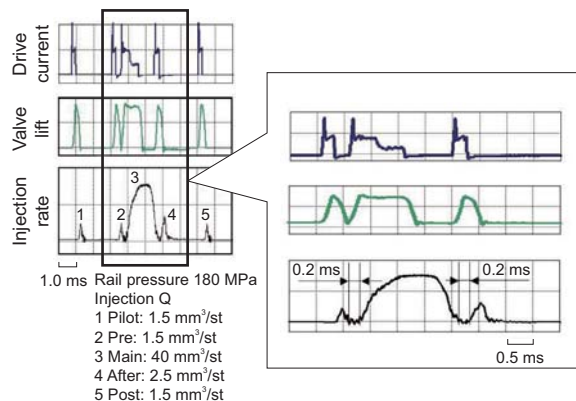 Drive
current
Valve
lift
Injection
rate
3
1
2
4
5
1.0 ms
Rail pressure 180 MPa
Injection Q
1 Pilot: 1.5 mm³/st
2 Pre: 1.5 mm³/st
3 Main: 40 mm³/st
4 After: 2.5 mm³/st
5 Post: 1.5 mm³/st
0.2 ms
0.2 ms
0.5 ms